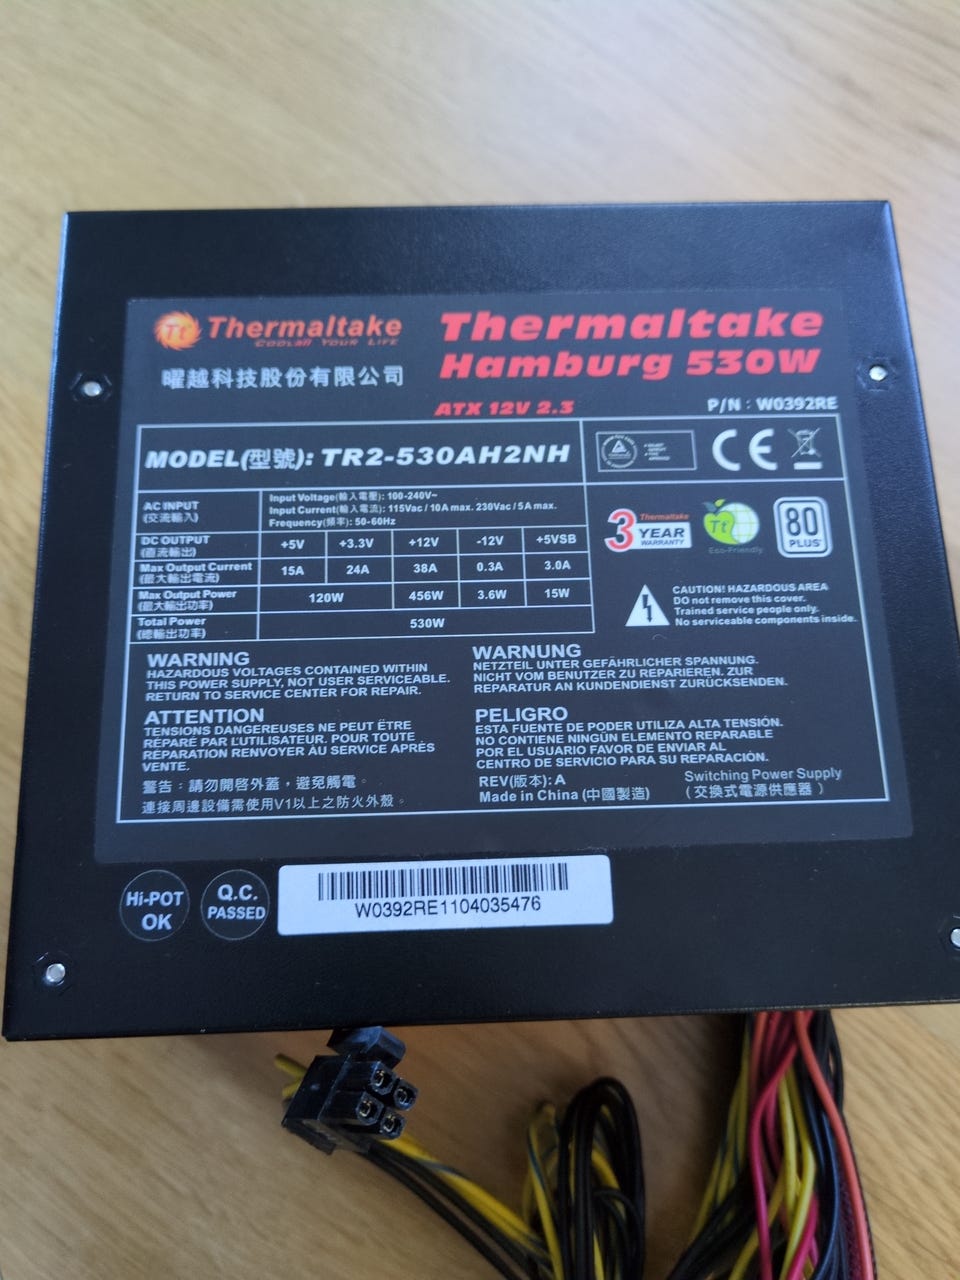 Tt Thermaltake
COOL all YOUR LIFE
曜越科技股份有限公司
Thermaltake
Hamburg 530W
ATX 12V 2.3
P/N : W0392RE
MODEL(型號): TR2-530AH2NH
AC INPUT
(交流輸入)
Input Voltage(輸入電壓): 100-240V~
Input Current(輸入電流): 115Vac / 10A max. 230Vac / 5A max.
Frequency(頻率): 50-60Hz
DC OUTPUT
(直流輸出)
+5V +3.3V +12V -12V +5VSB
Max Output Current
(最大輸出電流)
15A 24A 38A 0.3A 3.0A
Max Output Power
(最大輸出功率)
120W 456W 3.6W 15W
Total Power
(總輸出功率)
530W
CE
3 Thermaltake
YEAR
WARRANTY
Tt
Eco-Friendly
80
PLUS
CAUTION! HAZARDOUS AREA
DO not remove this cover.
Trained service people only.
No serviceable components inside.
WARNING
HAZARDOUS VOLTAGES CONTAINED WITHIN
THIS POWER SUPPLY, NOT USER SERVICEABLE.
RETURN TO SERVICE CENTER FOR REPAIR.
WARNUNG
NETZTEIL UNTER GEFÄHRLICHER SPANNUNG.
NICHT VOM BENUTZER ZU REPARIEREN. ZUR
REPARATUR AN KUNDENDIENST ZURÜCKSENDEN.
ATTENTION
TENSIONS DANGEREUSES NE PEUT ËTRE
RÉPARÉ PAR L'UTILISATEUR. POUR TOUTE
RÉPARATION RENVOYER AU SERVICE APRÈS
VENTE.
PELIGRO
ESTA FUENTE DE PODER UTILIZA ALTA TENSIÓN.
NO CONTIENE NINGÚN ELEMENTO REPARABLE
POR EL USUARIO FAVOR DE ENVIAR AL
CENTRO DE SERVICIO PARA SU REPARACIÓN.
警告：請勿開啓外蓋，避免觸電。
連接周邊設備需使用V1以上之防火外殼。
REV(版本): A
Made in China (中國製造)
Switching Power Supply
（交換式電源供應器）
Hi-POT
OK
Q.C.
PASSED
W0392RE1104035476